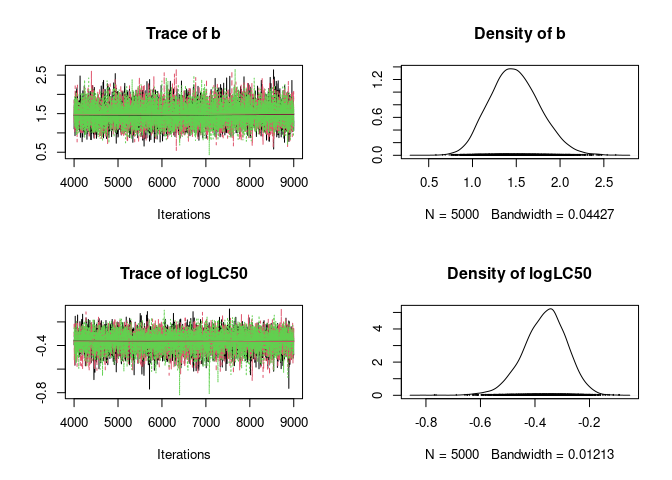 Trace of b
0.5 1.5 2.5
4000 5000 6000 7000 8000 9000
Iterations
Density of b
0.0 0.6 1.2
0.5 1.0 1.5 2.0 2.5
N = 5000 Bandwidth = 0.04427
Trace of logLC50
-0.8 -0.4
4000 5000 6000 7000 8000 9000
Iterations
Density of logLC50
0 2 4
-0.8 -0.6 -0.4 -0.2
N = 5000 Bandwidth = 0.01213